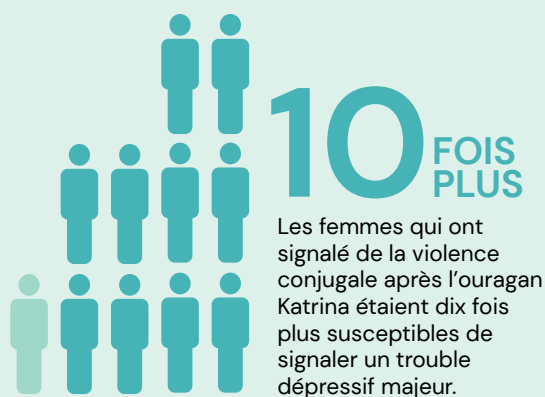 10 FOIS
PLUS
Les femmes qui ont
signalé de la violence
conjugale après l’ouragan
Katrina étaient dix fois
plus susceptibles de
signaler un trouble
dépressif majeur.